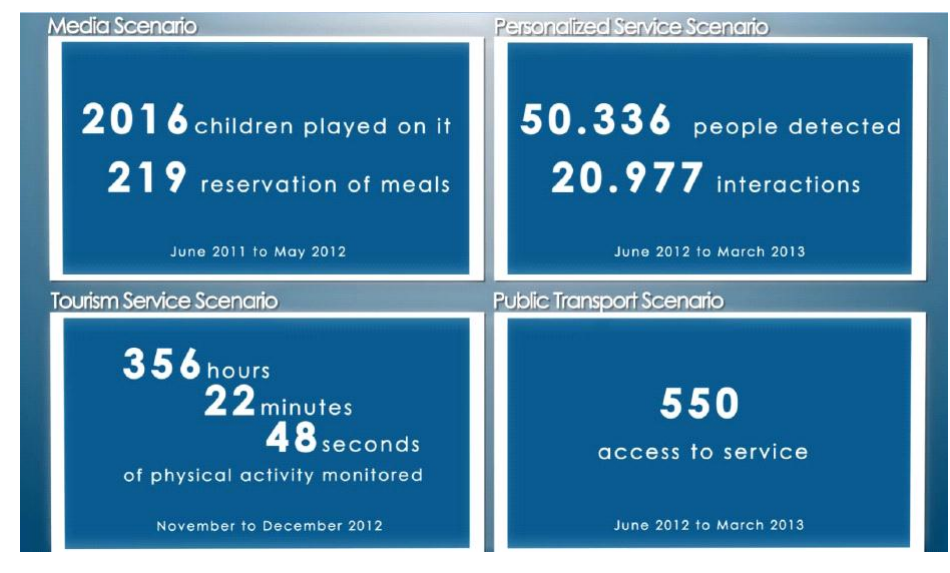 Media Scenario
2016 children played on it
219 reservation of meals
June 2011 to May 2012
Personalized Service Scenario
50.336 people detected
20.977 interactions
June 2012 to March 2013
Tourism Service Scenario
356 hours
22 minutes
48 seconds
of physical activity monitored
November to December 2012
Public Transport Scenario
550
access to service
June 2012 to March 2013